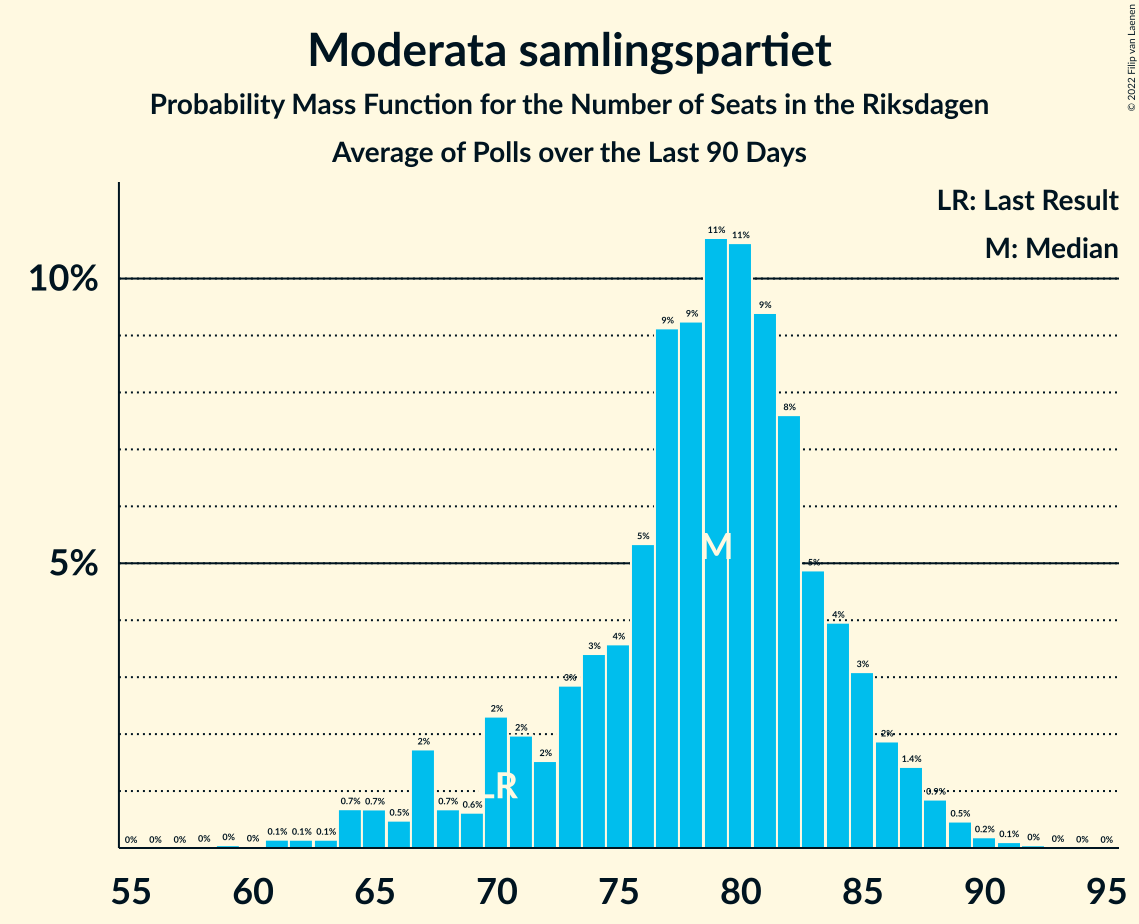 Moderata samlingspartiet
Probability Mass Function for the Number of Seats in the Riksdagen
Average of Polls over the Last 90 Days
© 2022 Filip van Laenen
LR: Last Result
M: Median
10%
5%
0% 0% 0% 0% 0% 0% 0.1% 0.1% 0.1% 0.7% 0.7% 0.5% 2% 0.7% 0.6% 2% 2% 2% 3% 3% 4% 5% 9% 9% 11% 11% 9% 8% 5% 4% 3% 2% 1.4% 0.9% 0.5% 0.2% 0.1% 0% 0% 0% 0%
M
LR
55 60 65 70 75 80 85 90 95